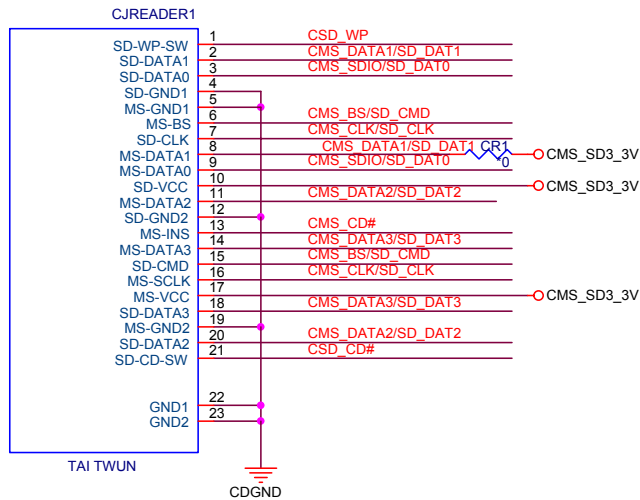 CJREADER1
SD-WP-SW 1 CSD_WP
SD-DATA1 2 CMS_DATA1/SD_DAT1
SD-DATA0 3 CMS_SDIO/SD_DAT0
SD-GND1 4
MS-GND1 5
MS-BS 6 CMS_BS/SD_CMD
SD-CLK 7 CMS_CLK/SD_CLK
MS-DATA1 8 CMS_DATA1/SD_DAT1 CR1 0 CMS_SD3_3V
MS-DATA0 9 CMS_SDIO/SD_DAT0
SD-VCC 10 CMS_SD3_3V
MS-DATA2 11 CMS_DATA2/SD_DAT2
SD-GND2 12
MS-INS 13 CMS_CD#
MS-DATA3 14 CMS_DATA3/SD_DAT3
SD-CMD 15 CMS_BS/SD_CMD
MS-SCLK 16 CMS_CLK/SD_CLK
MS-VCC 17 CMS_SD3_3V
SD-DATA3 18 CMS_DATA3/SD_DAT3
MS-GND2 19
SD-DATA2 20 CMS_DATA2/SD_DAT2
SD-CD-SW 21 CSD_CD#
GND1 22
GND2 23
TAI TWUN
CDGND